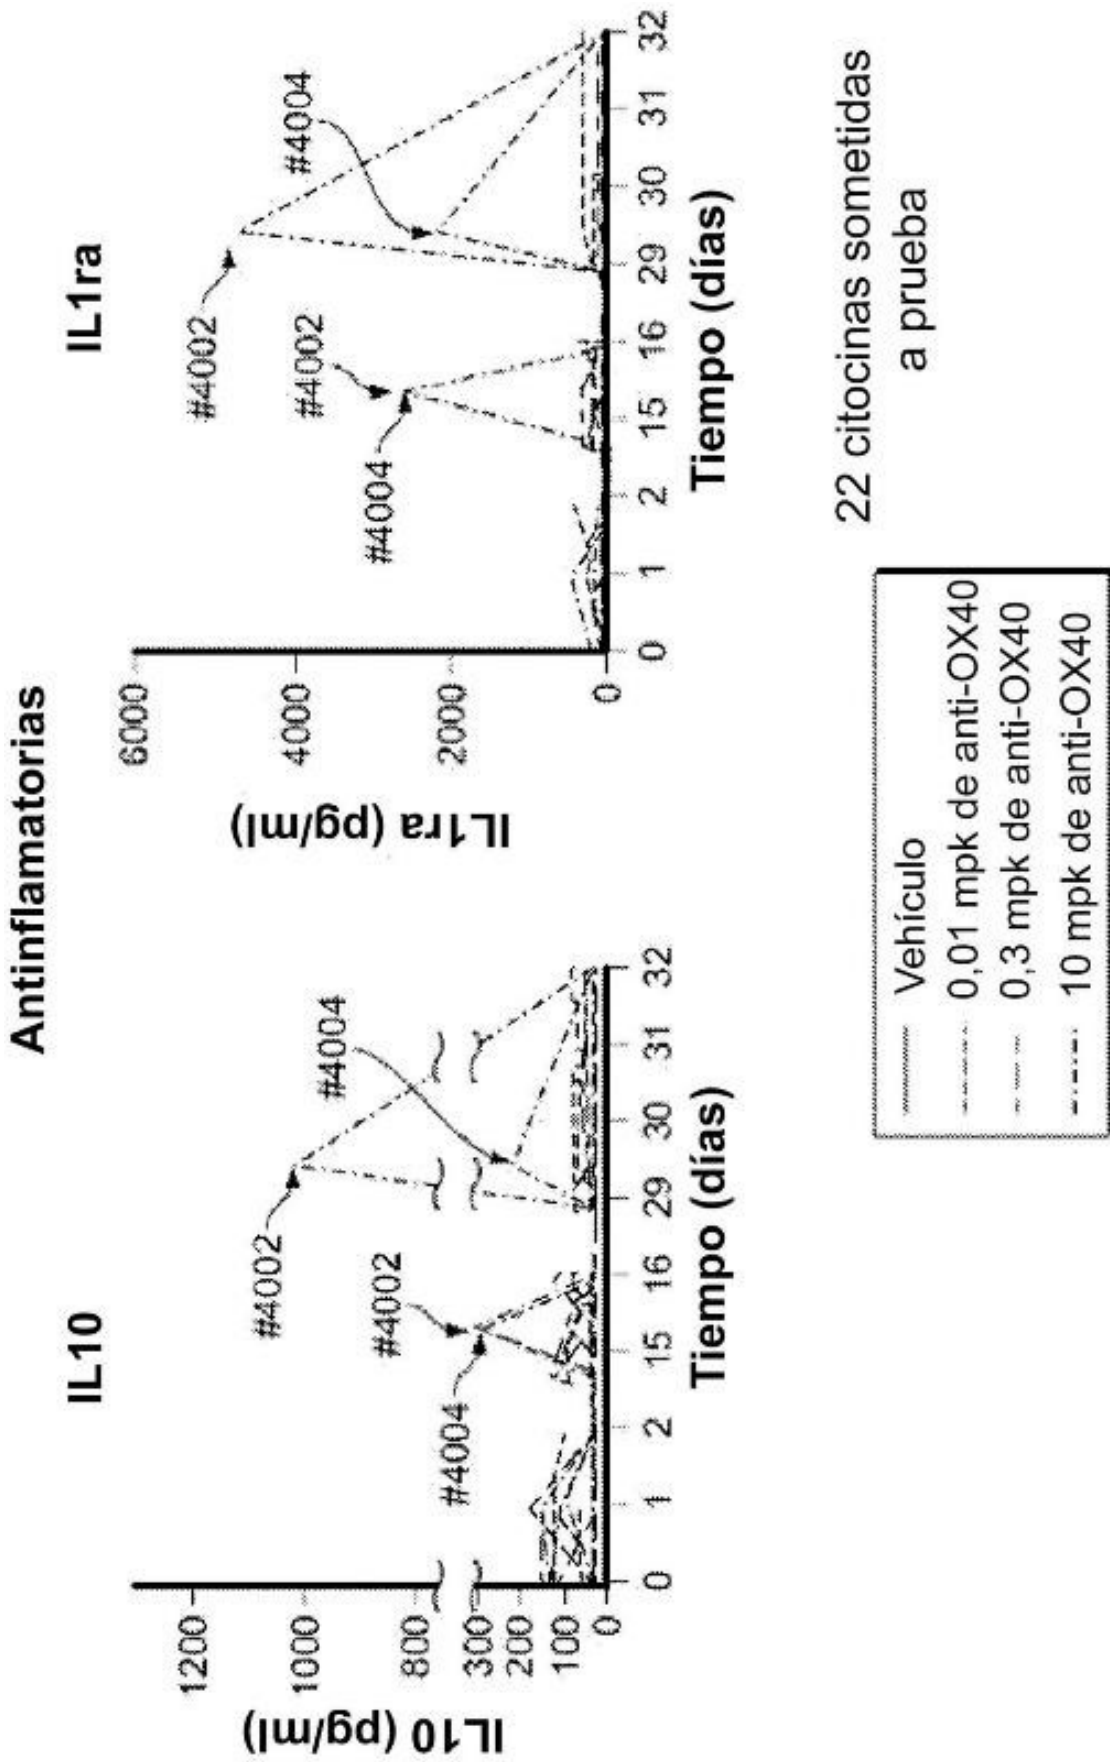 Antinflamatorias
IL10
IL10 (pg/ml)
1200
1000
800
300
200
100
0
#4002
#4004
#4002
#4004
0
1
2
15
16
29
30
31
32
Tiempo (días)
IL1ra
IL1ra (pg/ml)
6000
4000
2000
0
#4002
#4004
#4002
#4004
0
1
2
15
16
29
30
31
32
Tiempo (días)
Vehículo
0,01 mpk de anti-OX40
0,3 mpk de anti-OX40
10 mpk de anti-OX40
22 citocinas sometidas
a prueba